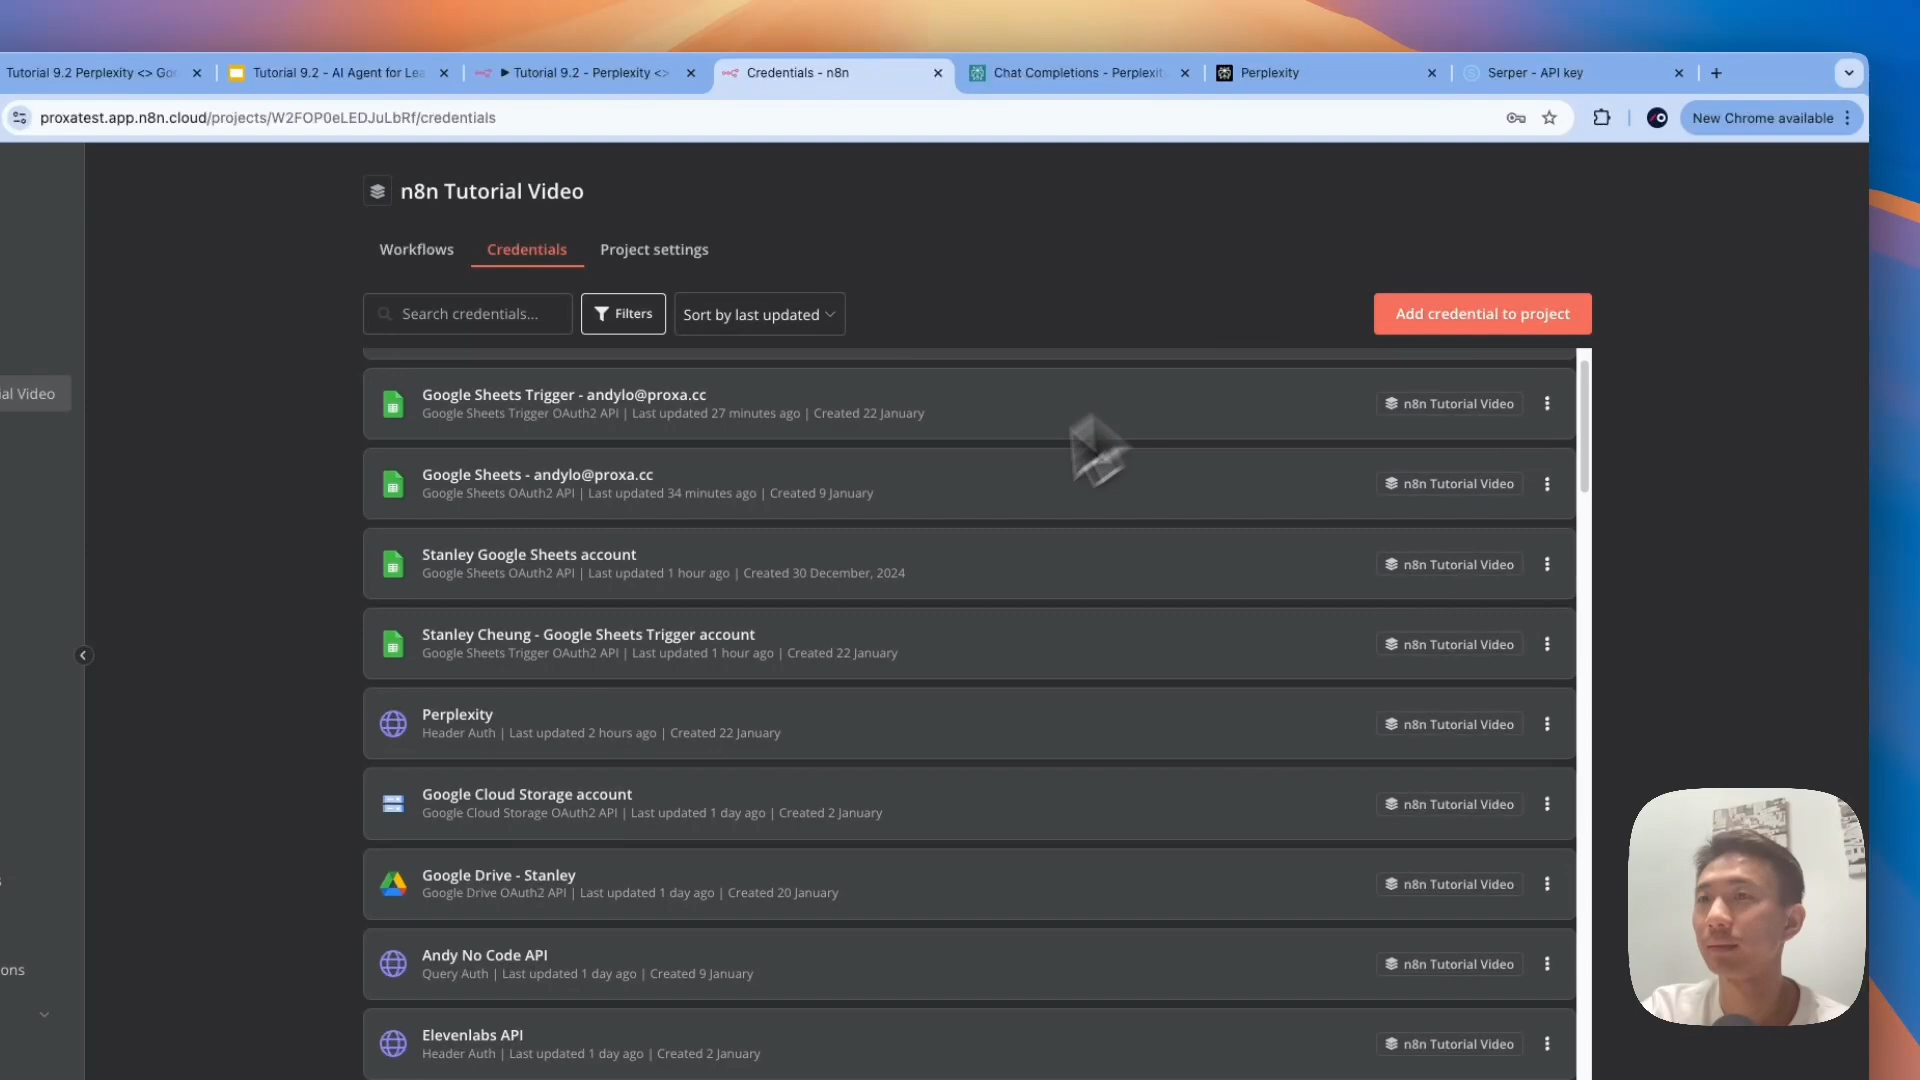 Tutorial 9.2 Perplexity <> Go
Tutorial 9.2 - AI Agent for Lea
Tutorial 9.2 - Perplexity <>
Credentials - n8n
Chat Completions - Perplexit
Perplexity
Serper - API key
proxatest.app.n8n.cloud/projects/W2FOP0eLEDJuLbRf/credentials
New Chrome available
n8n Tutorial Video
Workflows
Credentials
Project settings
Search credentials...
Filters
Sort by last updated
Add credential to project
al Video
Google Sheets Trigger - andylo@proxa.cc
Google Sheets Trigger OAuth2 API | Last updated 27 minutes ago | Created 22 January
n8n Tutorial Video
Google Sheets - andylo@proxa.cc
Google Sheets OAuth2 API | Last updated 34 minutes ago | Created 9 January
n8n Tutorial Video
Stanley Google Sheets account
Google Sheets OAuth2 API | Last updated 1 hour ago | Created 30 December, 2024
n8n Tutorial Video
Stanley Cheung - Google Sheets Trigger account
Google Sheets Trigger OAuth2 API | Last updated 1 hour ago | Created 22 January
n8n Tutorial Video
Perplexity
Header Auth | Last updated 2 hours ago | Created 22 January
n8n Tutorial Video
Google Cloud Storage account
Google Cloud Storage OAuth2 API | Last updated 1 day ago | Created 2 January
n8n Tutorial Video
Google Drive - Stanley
Google Drive OAuth2 API | Last updated 1 day ago | Created 20 January
n8n Tutorial Video
Andy No Code API
Query Auth | Last updated 1 day ago | Created 9 January
n8n Tutorial Video
ons
Elevenlabs API
Header Auth | Last updated 1 day ago | Created 2 January
n8n Tutorial Video